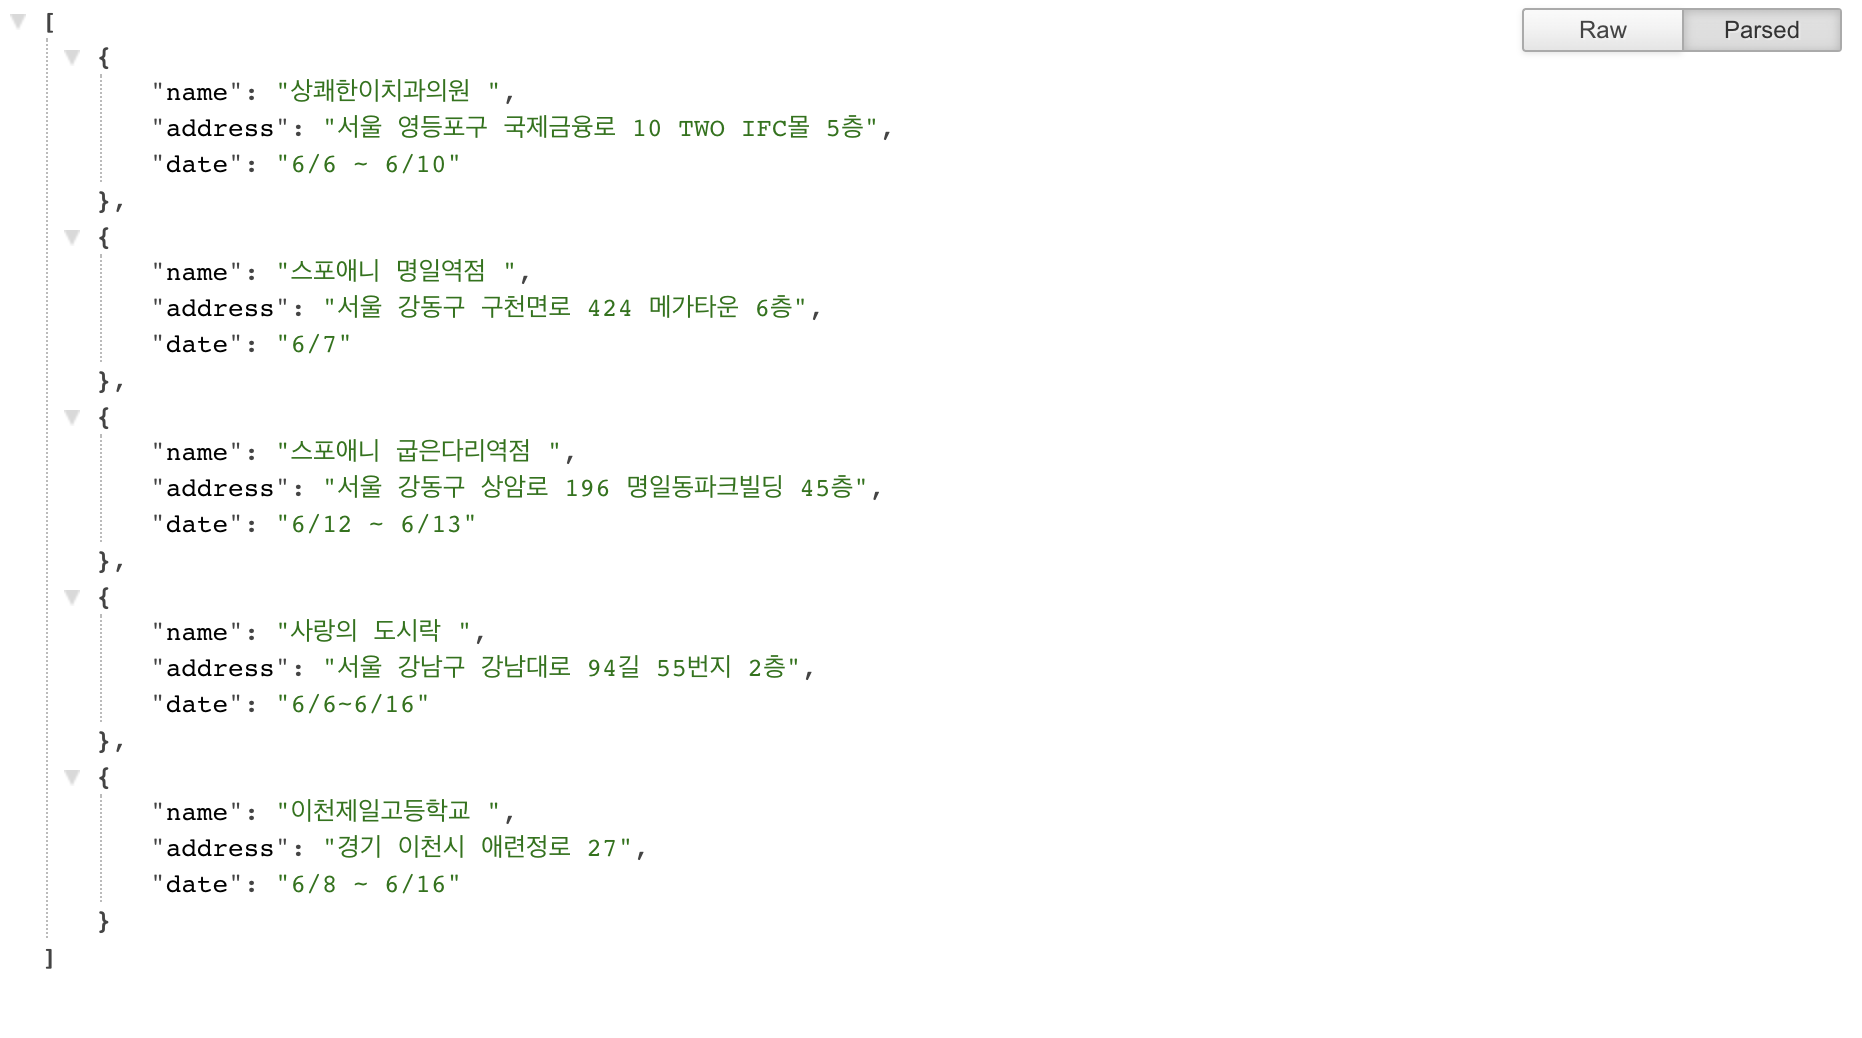 [
Raw
Parsed
{
"name": "상쾌한이치과의원 ",
"address": "서울 영등포구 국제금융로 10 TWO IFC몰 5층",
"date": "6/6 ~ 6/10"
},
{
"name": "스포애니 명일역점 ",
"address": "서울 강동구 구천면로 424 메가타운 6층",
"date": "6/7"
},
{
"name": "스포애니 굽은다리역점 ",
"address": "서울 강동구 상암로 196 명일동파크빌딩 45층",
"date": "6/12 ~ 6/13"
},
{
"name": "사랑의 도시락 ",
"address": "서울 강남구 강남대로 94길 55번지 2층",
"date": "6/6~6/16"
},
{
"name": "이천제일고등학교 ",
"address": "경기 이천시 애련정로 27",
"date": "6/8 ~ 6/16"
}
]